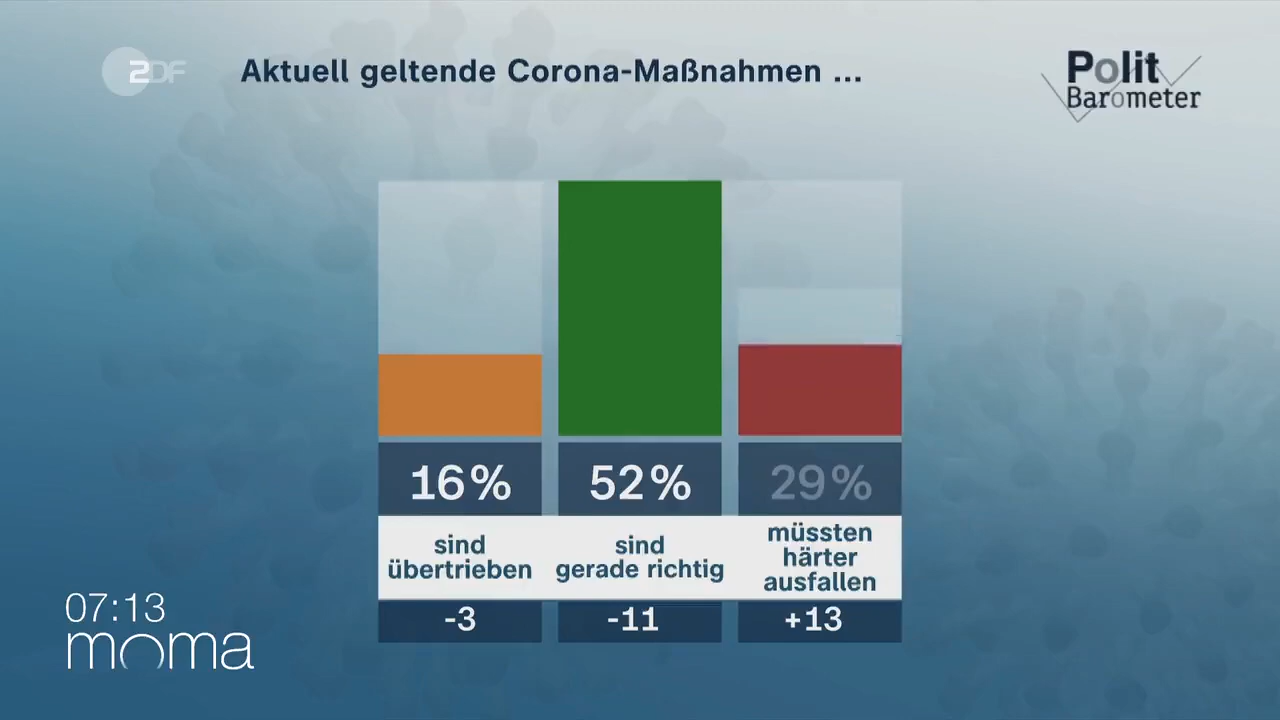 ZDF
Aktuell geltende Corona-Maßnahmen ...
Polit
Barometer
16% 52% 29%
sind
übertrieben
sind
gerade richtig
müssten
härter
ausfallen
-3 -11 +13
07:13
moma